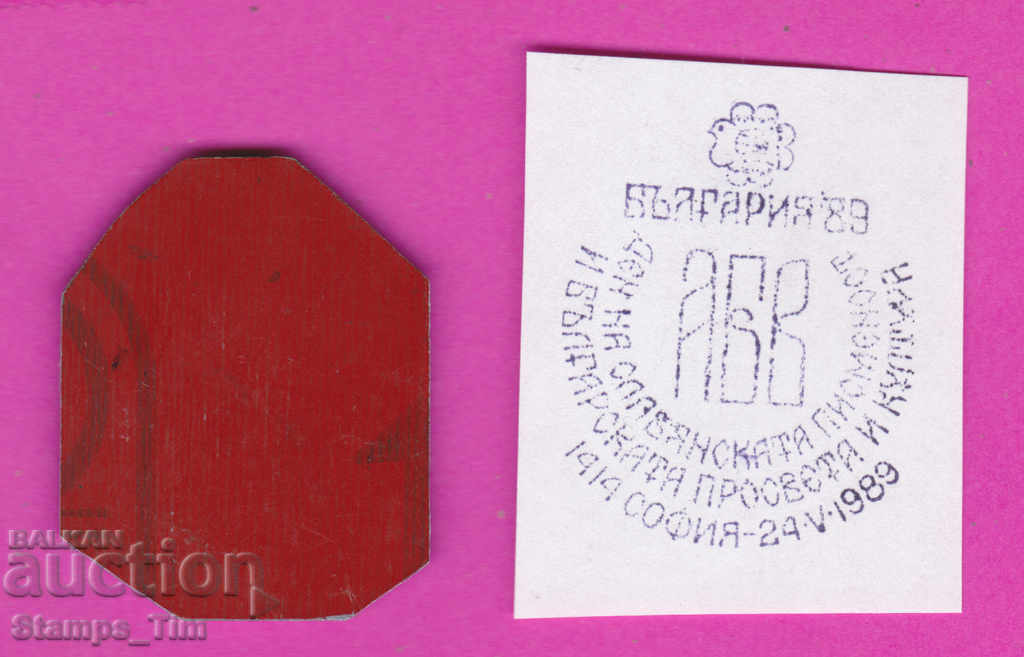 БЪЛГАРИЯ '89
АБВ
ДЕН НА СЛАВЯНСКАТА ПИСМЕНОСТ
И БЪЛГАРСКАТА ПРОСВЕТА И КУЛТУРА
1414 СОФИЯ-24·V·1989
BALKAN
auction
Stamps_Tim